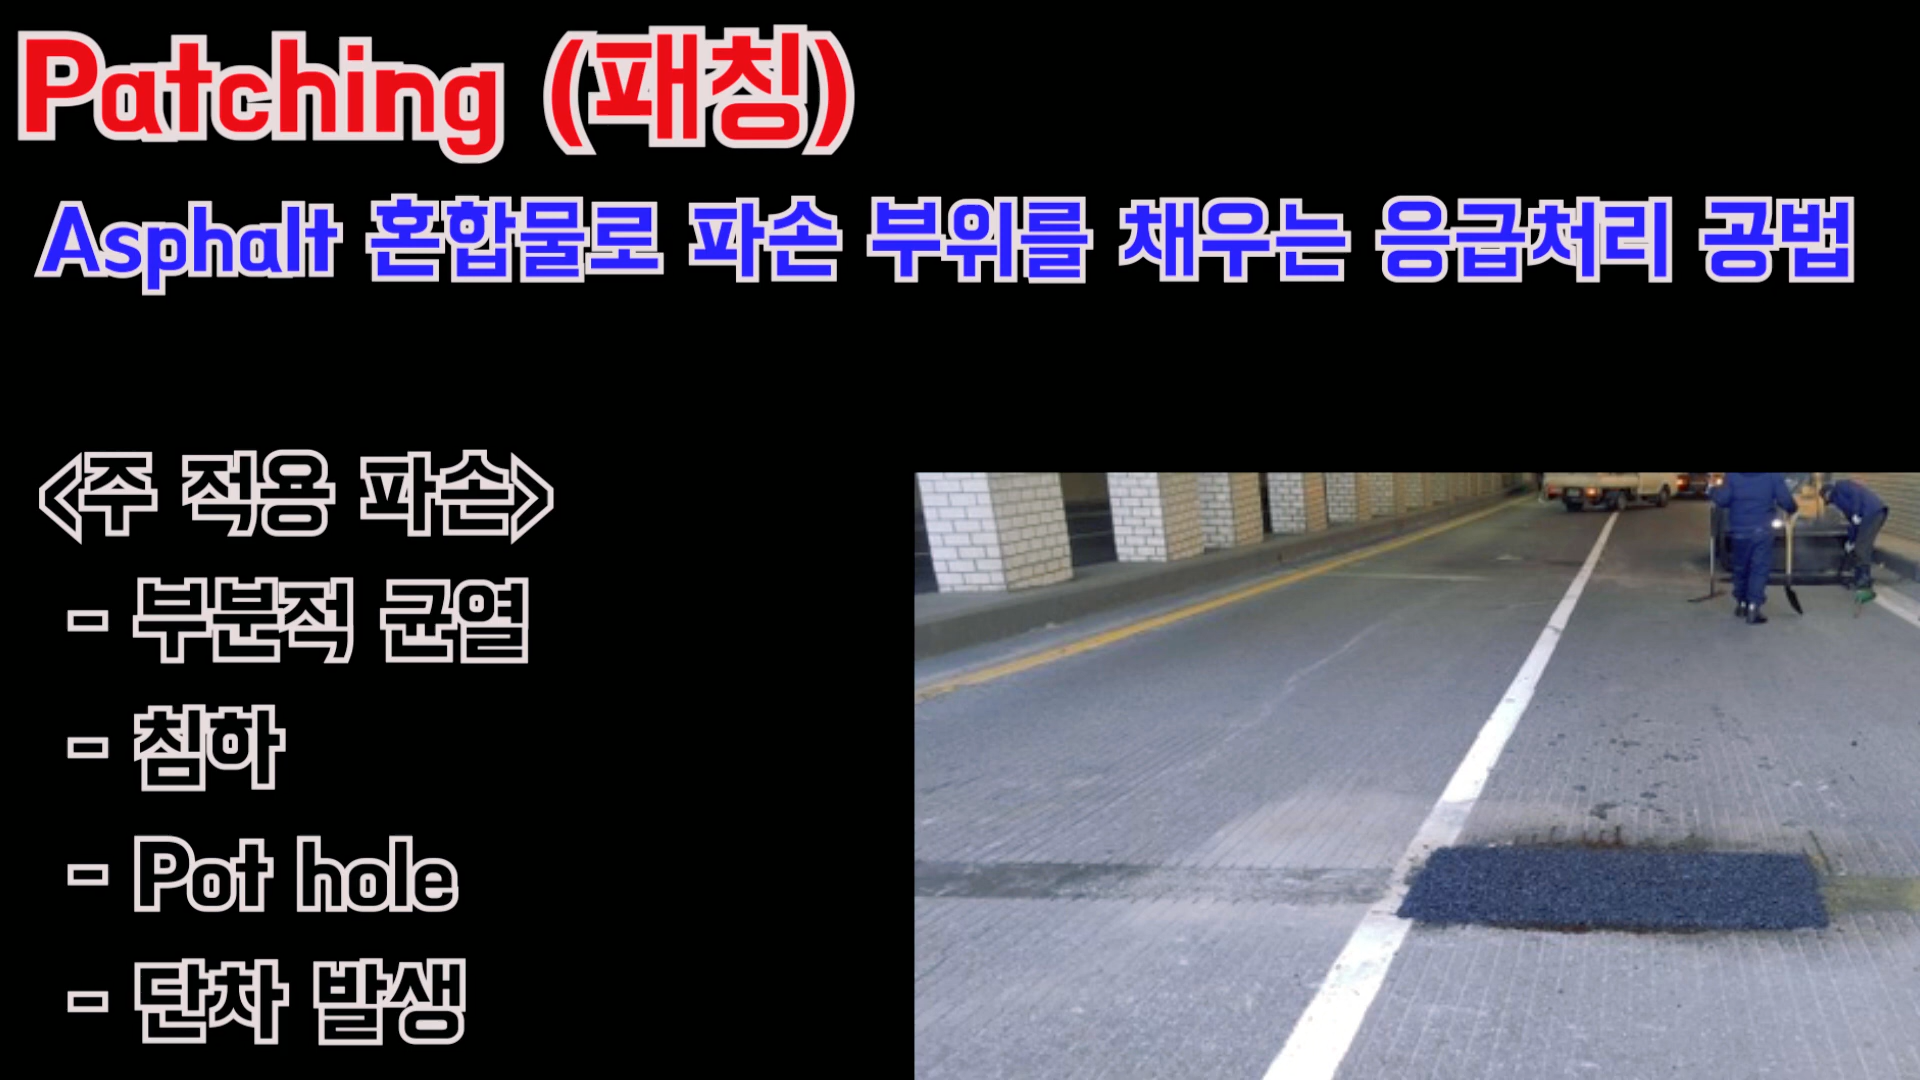 Patching (패칭)
Asphalt 혼합물로 파손 부위를 채우는 응급처리 공법
<주 적용 파손>
- 부분적 균열
- 침하
- Pot hole
- 단차 발생